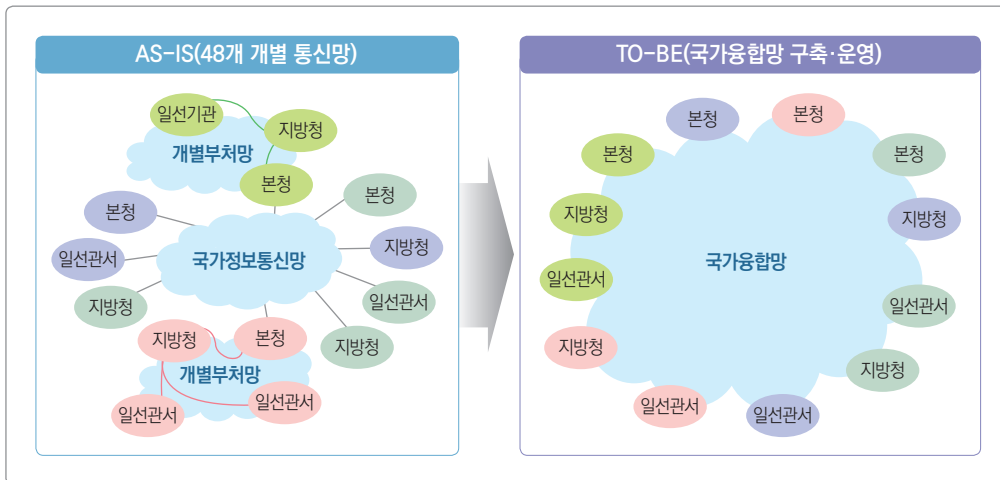 AS-IS(48개 개별 통신망)
일선기관
지방청
개별부처망
본청
본청
본청
지방청
국가정보통신망
일선관서
지방청
일선관서
지방청
지방청
본청
개별부처망
일선관서
일선관서
TO-BE(국가융합망 구축·운영)
본청
본청
본청
본청
지방청
지방청
국가융합망
일선관서
일선관서
지방청
지방청
일선관서
일선관서